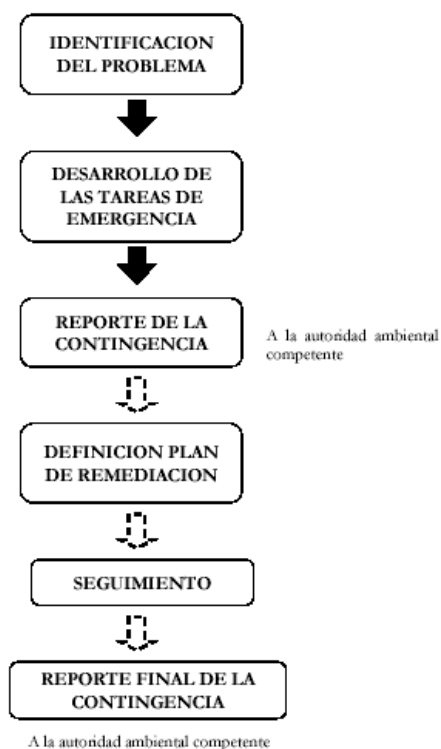 IDENTIFICACION
DEL PROBLEMA
DESARROLLO DE
LAS TAREAS DE
EMERGENCIA
REPORTE DE LA
CONTINGENCIA
A la autoridad ambiental
competente
DEFINICION PLAN
DE REMEDIACION
SEGUIMIENTO
REPORTE FINAL DE LA
CONTINGENCIA
A la autoridad ambiental competente